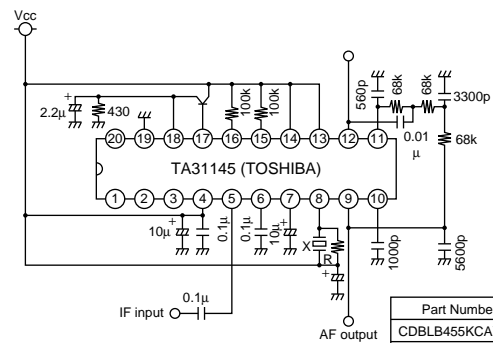 Vcc
+
2.2µ
430
100k
100k
560p
68k
68k
3300p
0.01
µ
68k
20 19 18 17 16 15 14 13 12 11
TA31145 (TOSHIBA)
1 2 3 4 5 6 7 8 9 10
+
10µ
0.1µ
0.1µ
10µ
+
X
R
+
1000p
5600p
0.1µ
IF input
AF output
Part Numbe
CDBLB455KCA